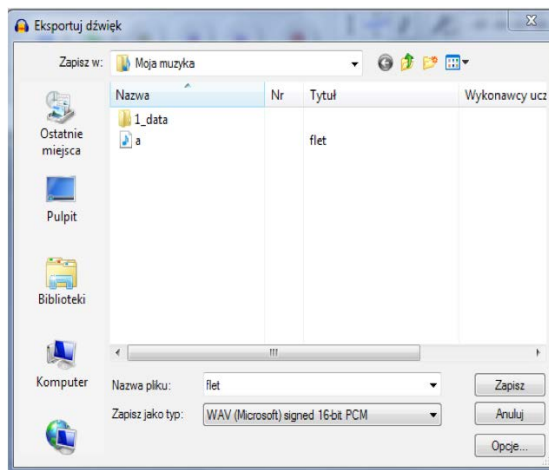 Eksportuj dźwięk
Zapisz w: Moja muzyka
Nazwa Nr Tytuł Wykonawcy ucz
1_data
a flet
Ostatnie
miejsca
Pulpit
Biblioteki
Komputer
Nazwa pliku: flet Zapisz
Zapisz jako typ: WAV (Microsoft) signed 16-bit PCM Anuluj
Opcje...